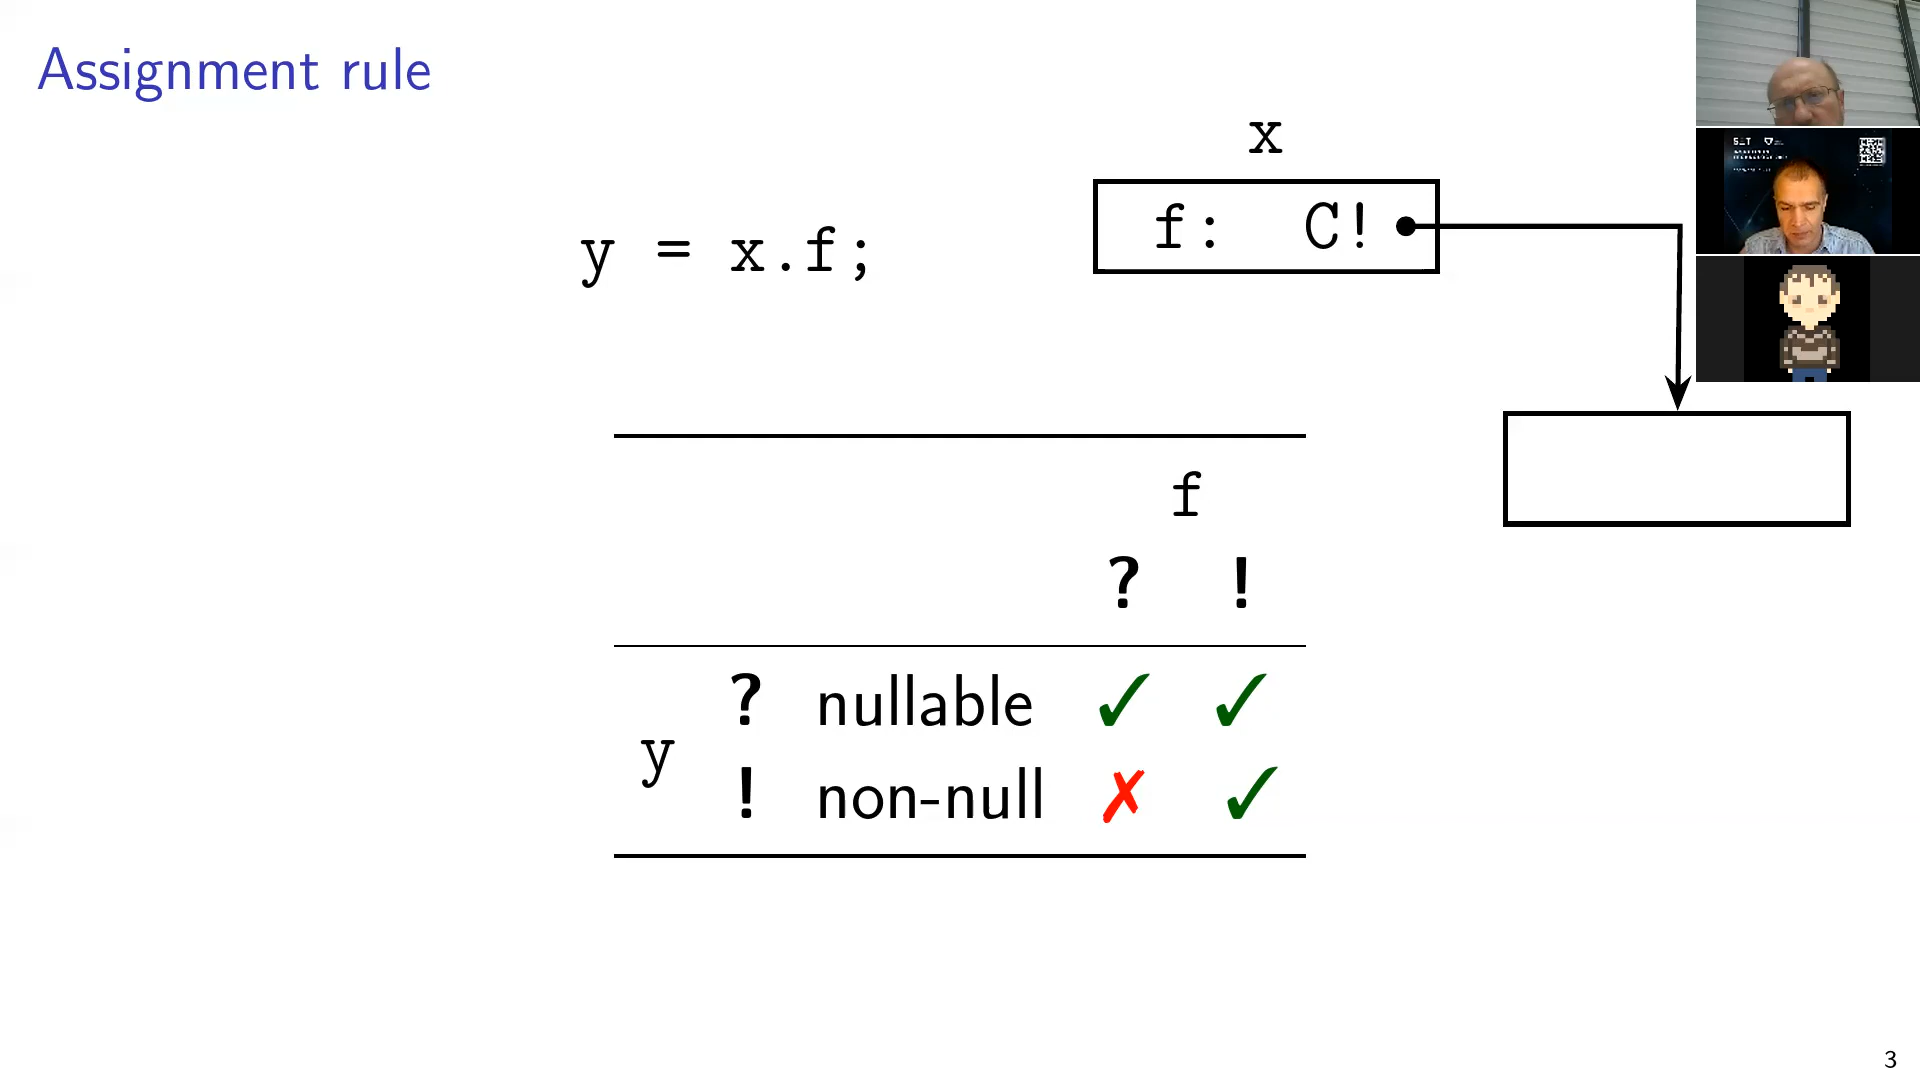 Assignment rule
x
y = x.f;
f: C!
f
? !
? nullable ✓ ✓
y
! non-null ✗ ✓
3